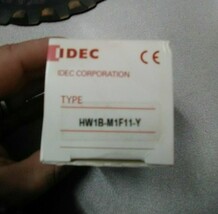 IDEC
CE
IDEC CORPORATION
TYPE
HW1B-M1F11-Y